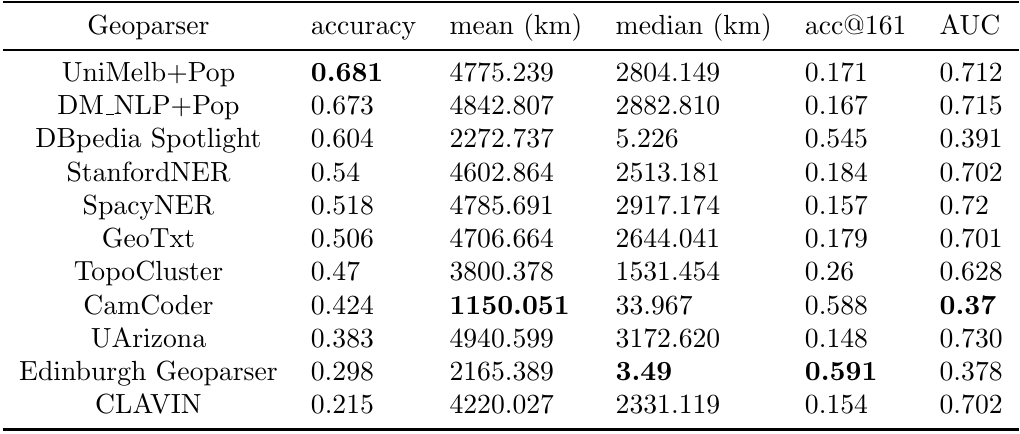 Geoparser accuracy mean (km) median (km) acc@161 AUC
UniMelb+Pop 0.681 4775.239 2804.149 0.171 0.712
DM_NLP+Pop 0.673 4842.807 2882.810 0.167 0.715
DBpedia Spotlight 0.604 2272.737 5.226 0.545 0.391
StanfordNER 0.54 4602.864 2513.181 0.184 0.702
SpacyNER 0.518 4785.691 2917.174 0.157 0.72
GeoTxt 0.506 4706.664 2644.041 0.179 0.701
TopoCluster 0.47 3800.378 1531.454 0.26 0.628
CamCoder 0.424 1150.051 33.967 0.588 0.37
UArizona 0.383 4940.599 3172.620 0.148 0.730
Edinburgh Geoparser 0.298 2165.389 3.49 0.591 0.378
CLAVIN 0.215 4220.027 2331.119 0.154 0.702